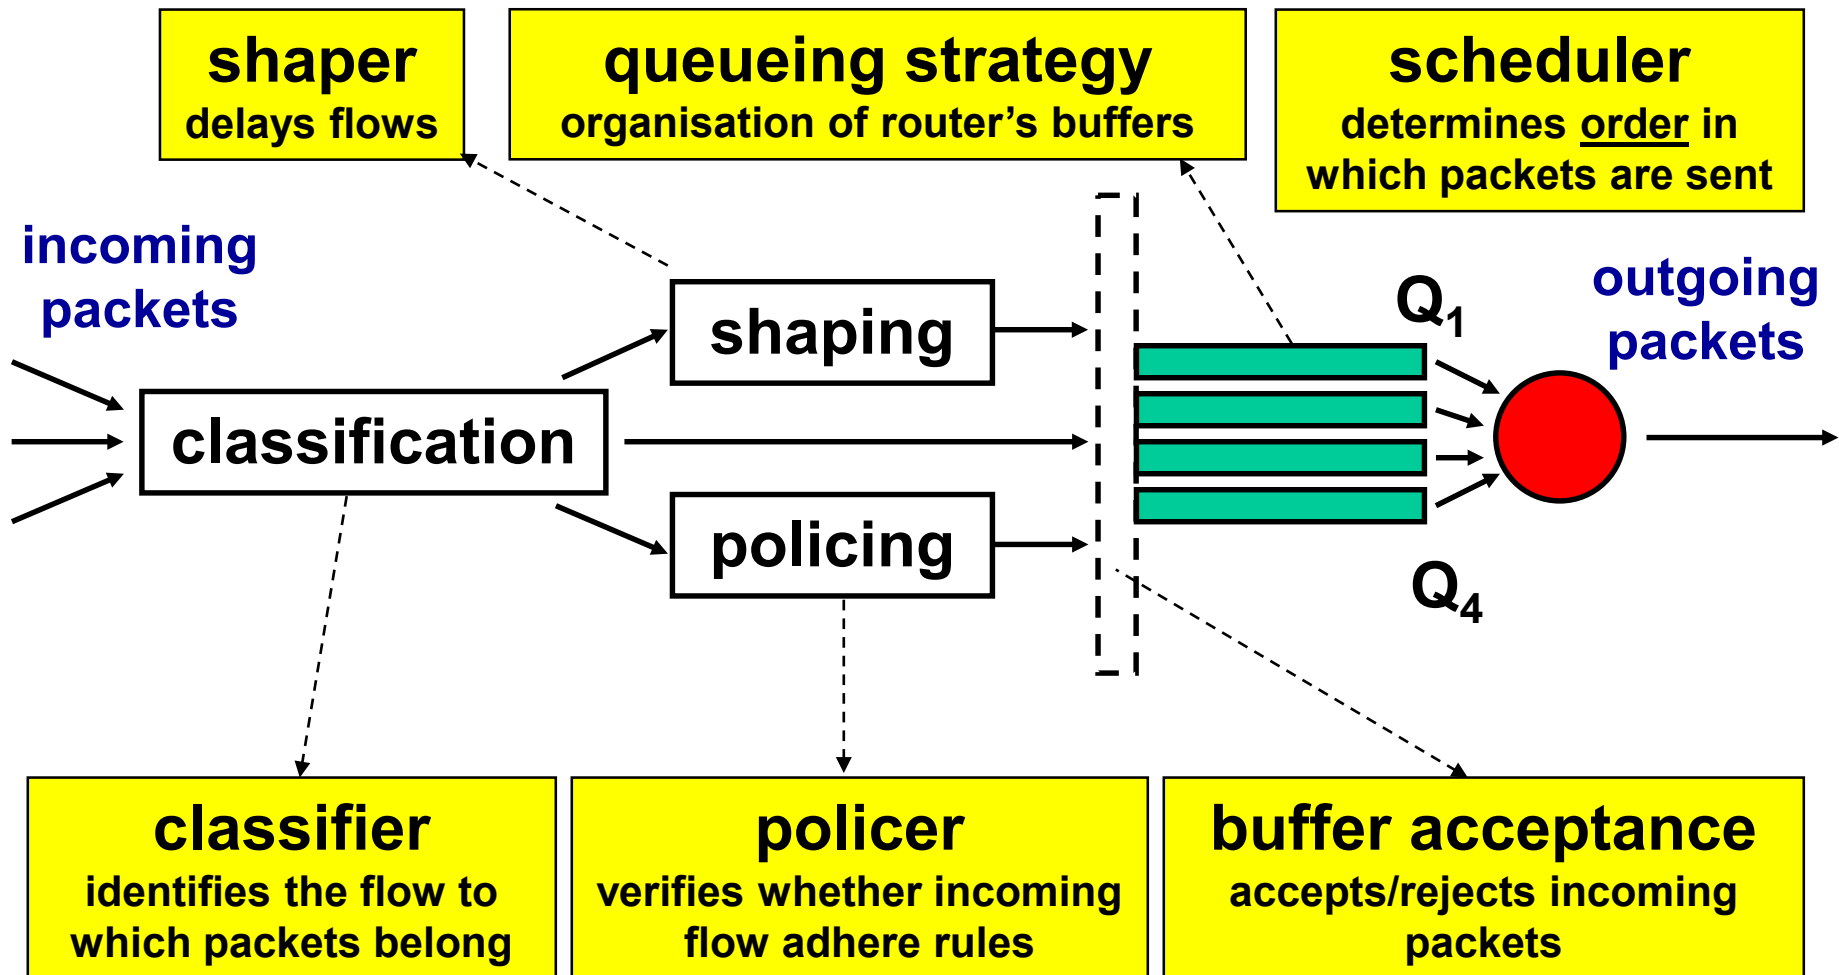 shaper
delays flows
queueing strategy
organisation of router's buffers
scheduler
determines order in
which packets are sent
incoming
packets
classification
shaping
policing
Q1
Q4
outgoing
packets
classifier
identifies the flow to
which packets belong
policer
verifies whether incoming
flow adhere rules
buffer acceptance
accepts/rejects incoming
packets